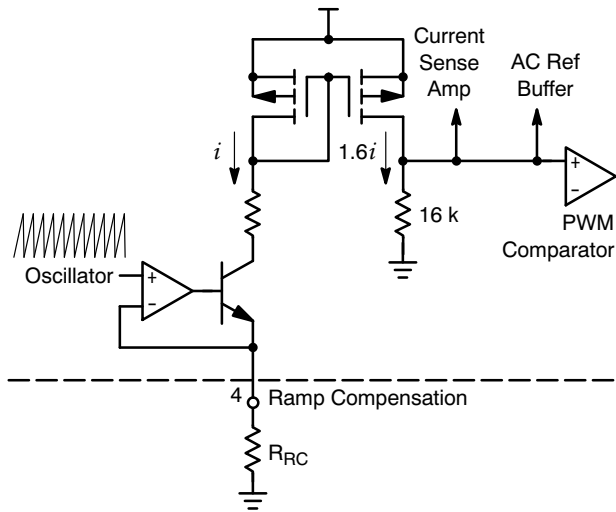 Current
Sense
Amp
AC Ref
Buffer
i
1.6i
+
−
16 k
PWM
Comparator
Oscillator
+
−
4
Ramp Compensation
RRC